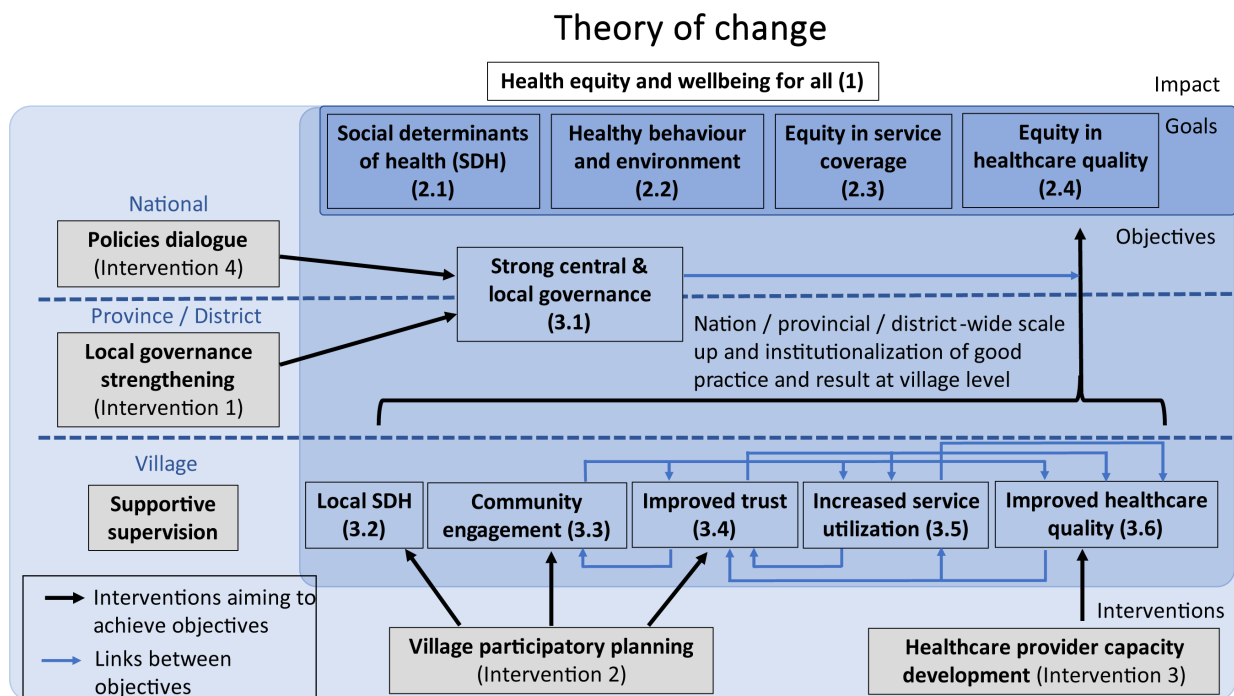 Theory of change
Health equity and wellbeing for all (1)
Impact
Goals
Social determinants
of health (SDH)
(2.1)
Healthy behaviour
and environment
(2.2)
Equity in service
coverage
(2.3)
Equity in
healthcare quality
(2.4)
National
Policies dialogue
(Intervention 4)
Objectives
Strong central &
local governance
(3.1)
Province / District
Local governance
strengthening
(Intervention 1)
Nation / provincial / district-wide scale
up and institutionalization of good
practice and result at village level
Village
Supportive
supervision
Local SDH
(3.2)
Community
engagement (3.3)
Improved trust
(3.4)
Increased service
utilization (3.5)
Improved healthcare
quality (3.6)
Interventions aiming to
achieve objectives
Links between
objectives
Village participatory planning
(Intervention 2)
Interventions
Healthcare provider capacity
development (Intervention 3)